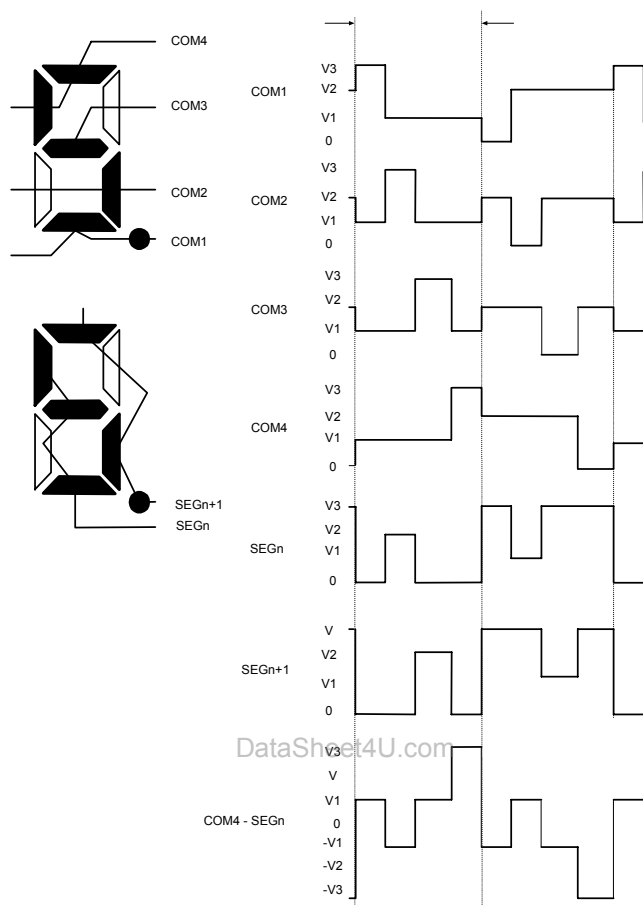 COM4
COM3
COM2
COM1
SEGn+1
SEGn
COM1
V3
V2
V1
0
COM2
V3
V2
V1
0
COM3
V3
V2
V1
0
COM4
V3
V2
V1
0
SEGn
V3
V2
V1
0
SEGn+1
V
V2
V1
0
DataSheet4U.com
COM4 - SEGn
V3
V
V1
0
-V1
-V2
-V3